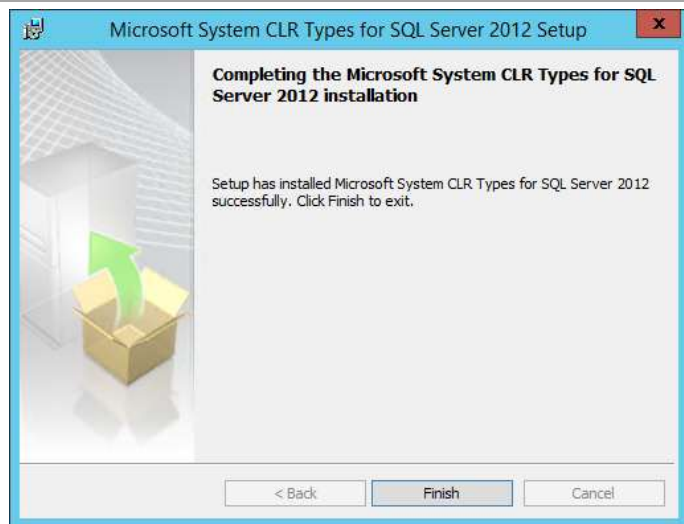 Microsoft System CLR Types for SQL Server 2012 Setup
x
Completing the Microsoft System CLR Types for SQL
Server 2012 installation
Setup has installed Microsoft System CLR Types for SQL Server 2012
successfully. Click Finish to exit.
< Back Finish Cancel